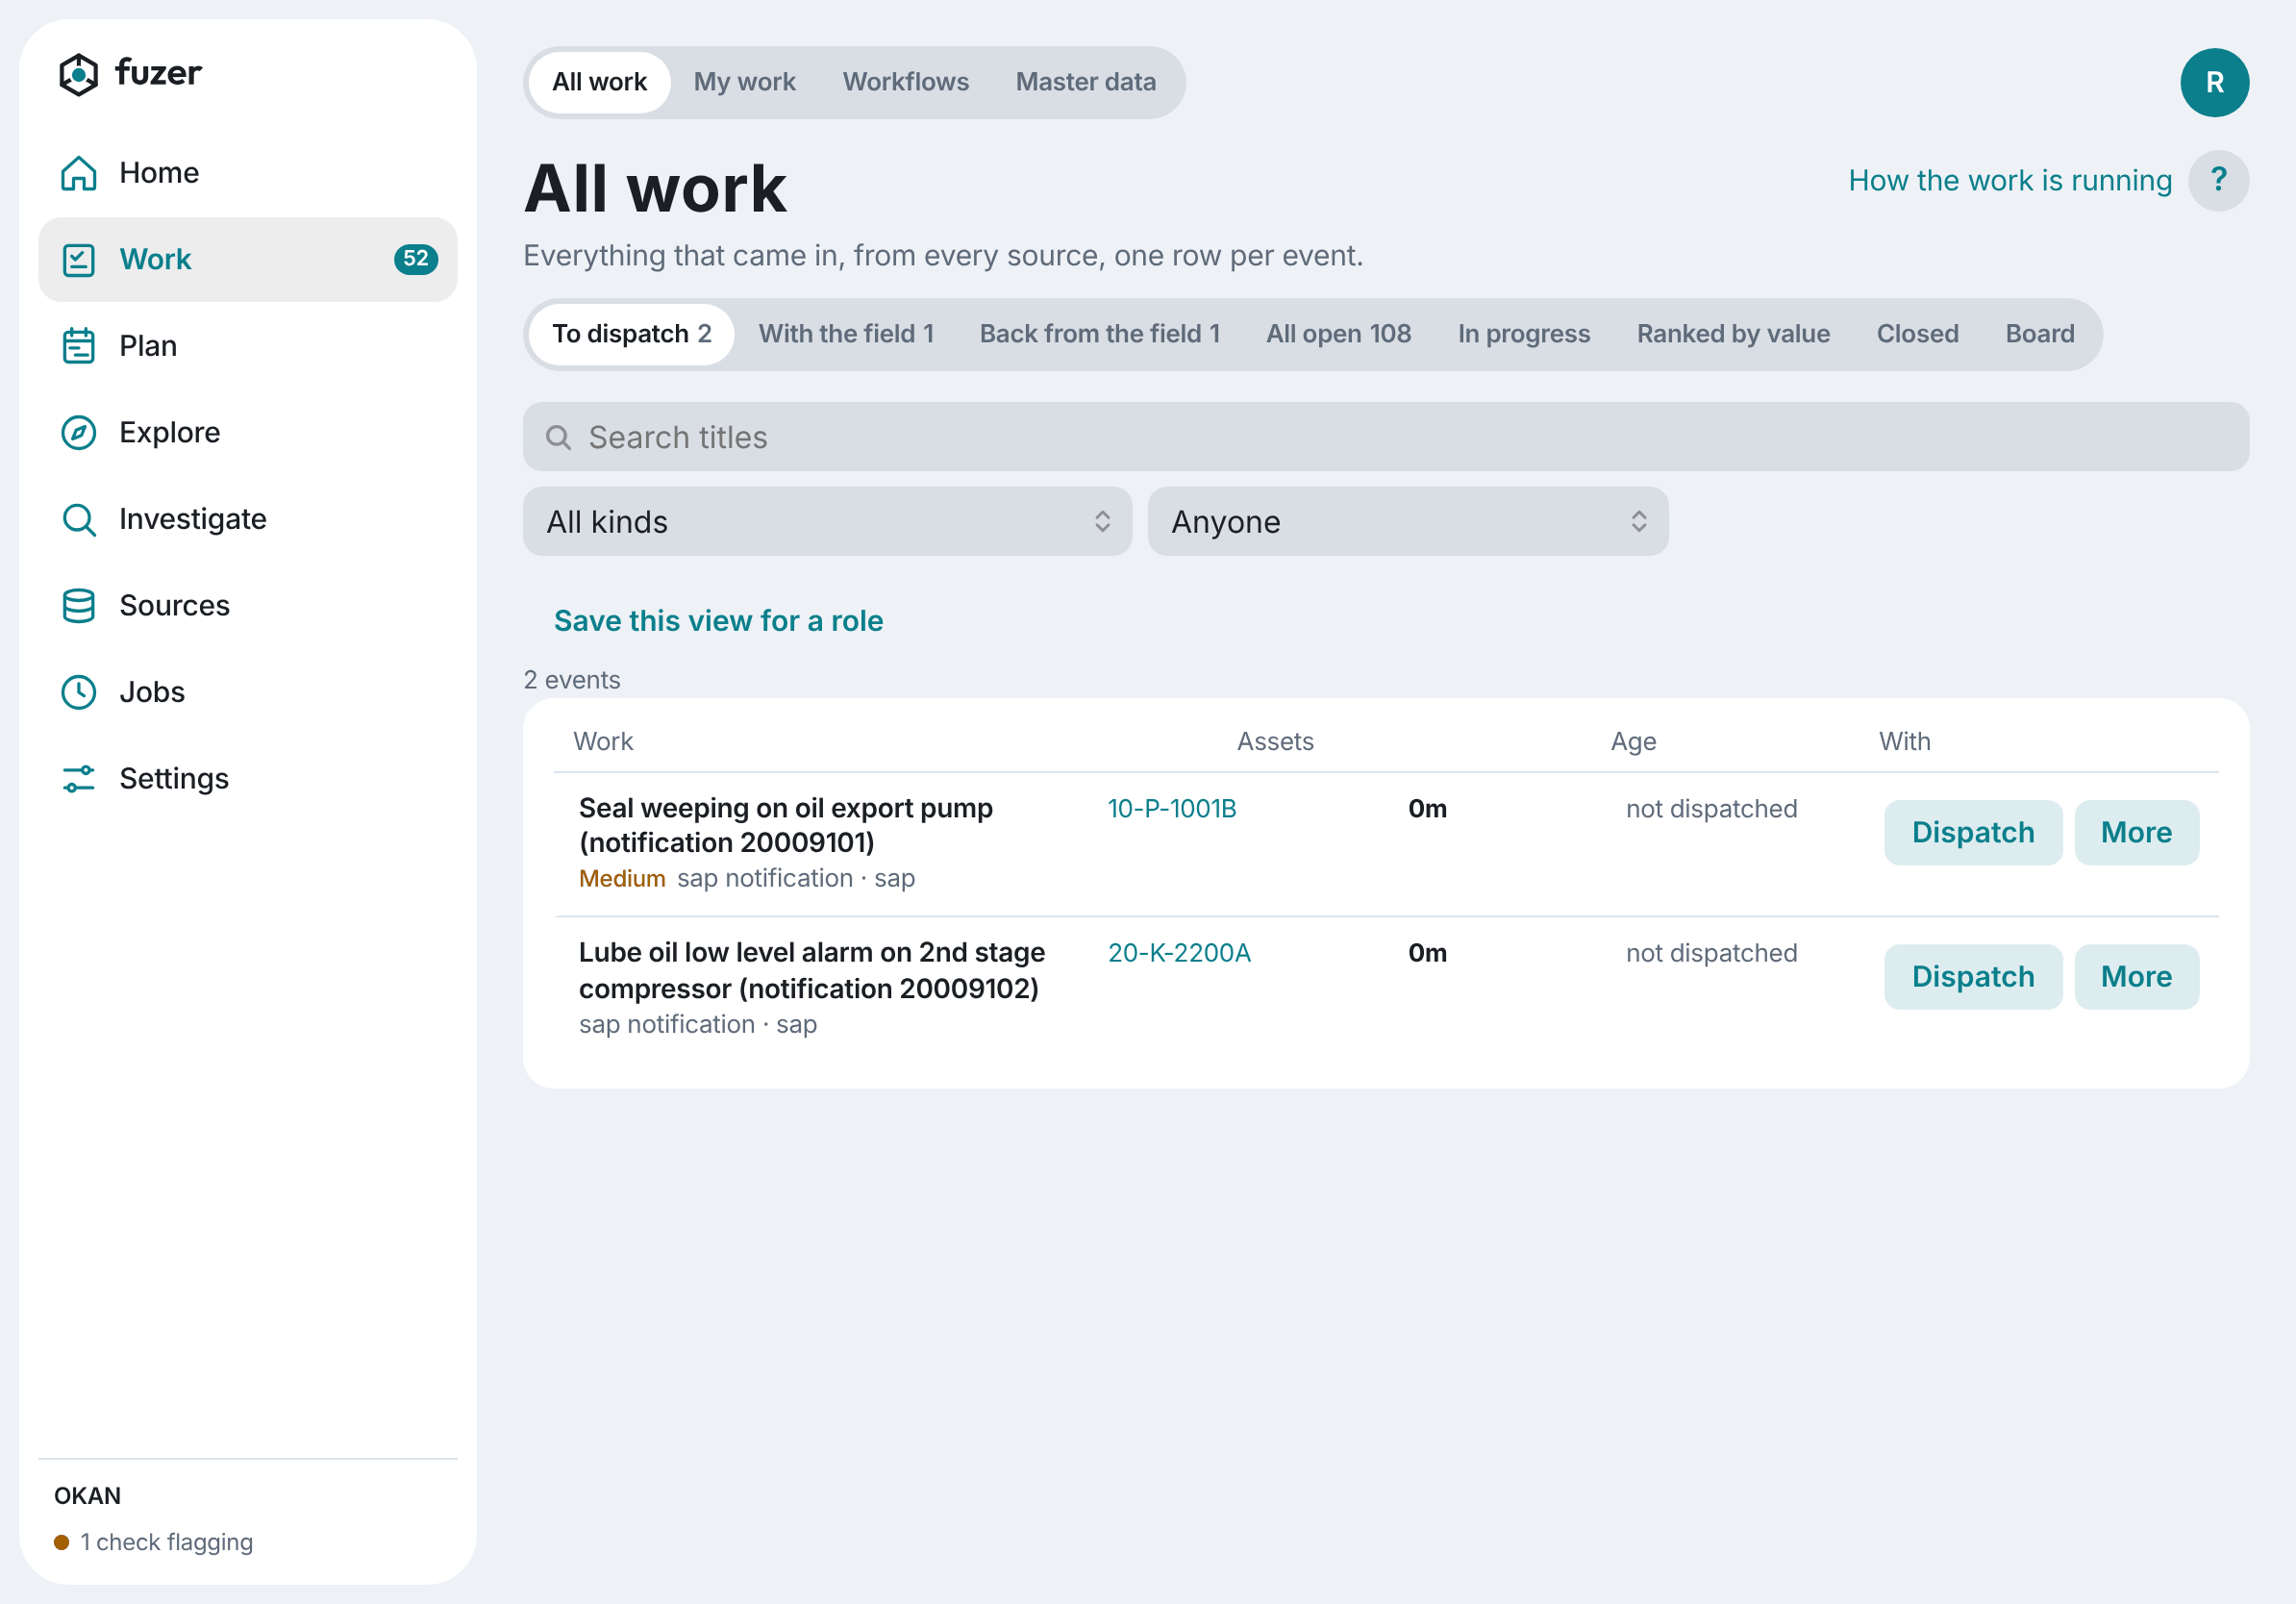 fuzer
Home
Work 52
Plan
Explore
Investigate
Sources
Jobs
Settings
OKAN
1 check flagging
All work My work Workflows Master data
R
All work
How the work is running ?
Everything that came in, from every source, one row per event.
To dispatch 2 With the field 1 Back from the field 1 All open 108 In progress Ranked by value Closed Board
Search titles
All kinds Anyone
Save this view for a role
2 events
Work Assets Age With
Seal weeping on oil export pump 10-P-1001B 0m not dispatched Dispatch More
(notification 20009101)
Medium sap notification · sap
Lube oil low level alarm on 2nd stage 20-K-2200A 0m not dispatched Dispatch More
compressor (notification 20009102)
sap notification · sap